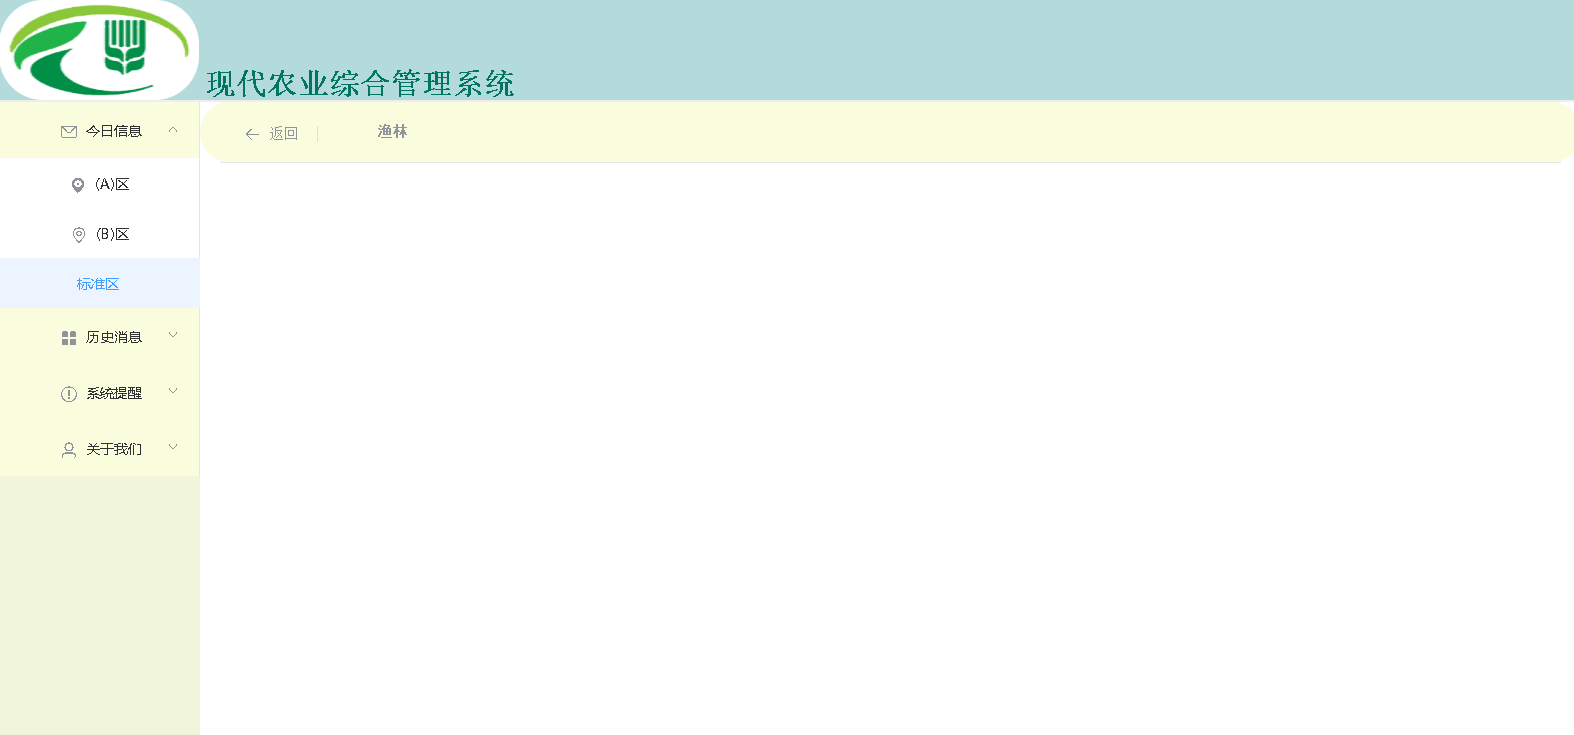 现代农业综合管理系统
今日信息
(A)区
(B)区
标准区
历史消息
系统提醒
关于我们
返回
渔林